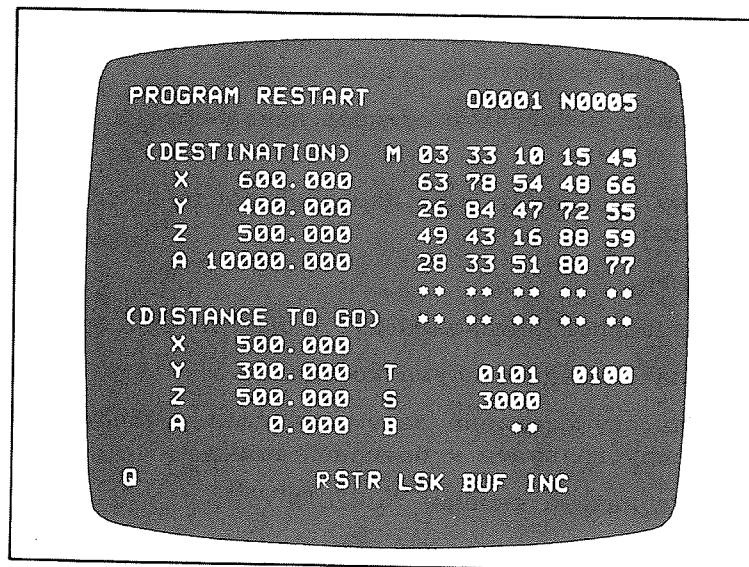 PROGRAM RESTART O0001 N0005
(DESTINATION) M 03 33 10 15 45
X 600.000 63 78 54 48 66
Y 400.000 26 84 47 72 55
Z 500.000 49 43 16 88 59
A 10000.000 28 33 51 80 77
** ** ** ** **
(DISTANCE TO GO) ** ** ** ** **
X 500.000
Y 300.000 T 0101 0100
Z 500.000 S 3000
A 0.000 B **
Q RSTR LSK BUF INC